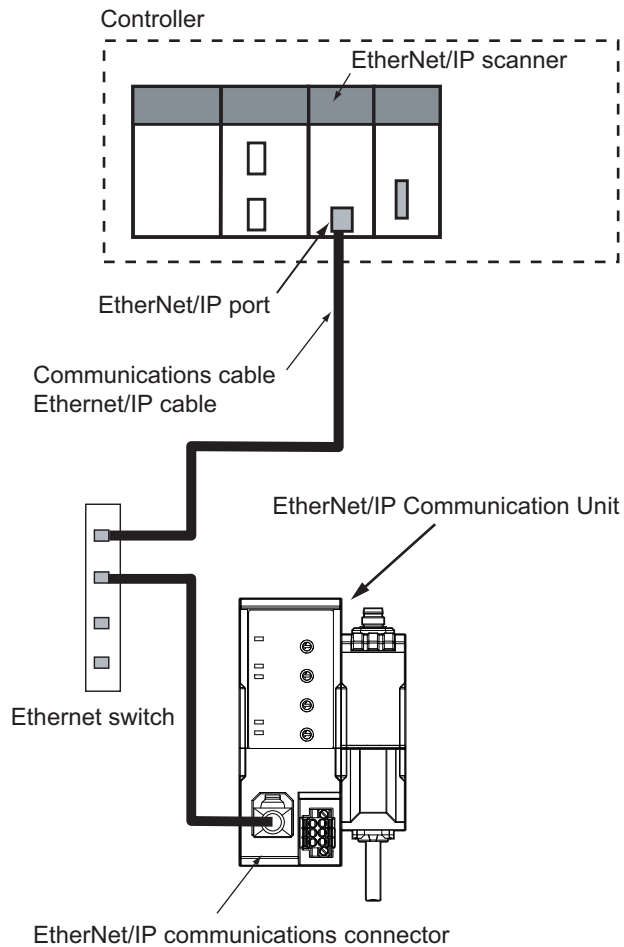 Controller
EtherNet/IP scanner
EtherNet/IP port
Communications cable
Ethernet/IP cable
EtherNet/IP Communication Unit
Ethernet switch
EtherNet/IP communications connector